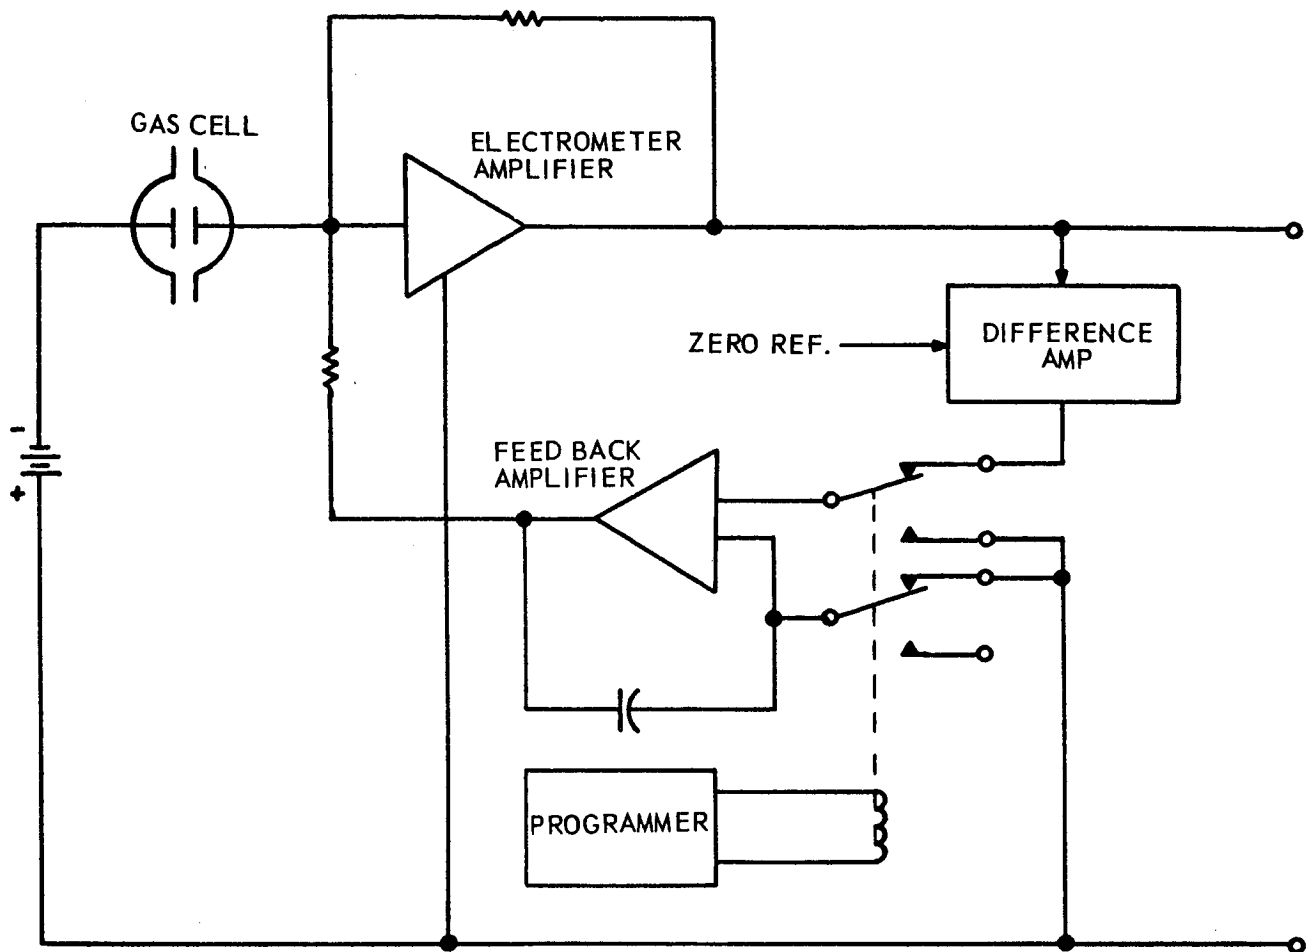 GAS CELL
ELECTROMETER
AMPLIFIER
ZERO REF.
DIFFERENCE
AMP
-
+
FEED BACK
AMPLIFIER
PROGRAMMER